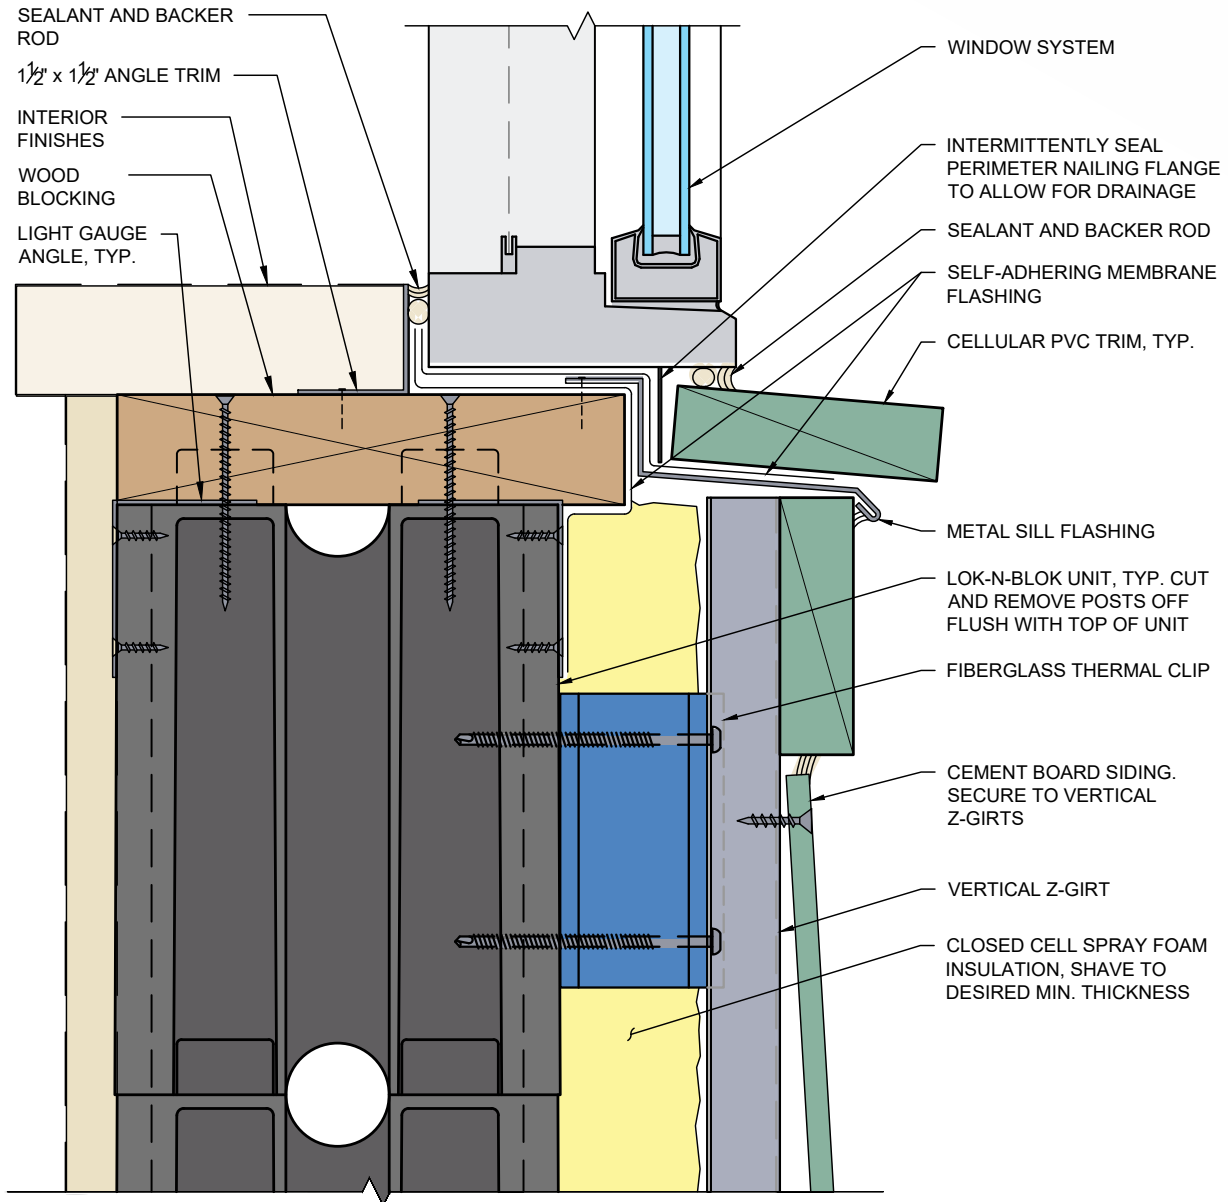 SEALANT AND BACKER
ROD
1½" x 1½" ANGLE TRIM
INTERIOR
FINISHES
WOOD
BLOCKING
LIGHT GAUGE
ANGLE, TYP.
WINDOW SYSTEM
INTERMITTENTLY SEAL
PERIMETER NAILING FLANGE
TO ALLOW FOR DRAINAGE
SEALANT AND BACKER ROD
SELF-ADHERING MEMBRANE
FLASHING
CELLULAR PVC TRIM, TYP.
METAL SILL FLASHING
LOK-N-BLOK UNIT, TYP. CUT
AND REMOVE POSTS OFF
FLUSH WITH TOP OF UNIT
FIBERGLASS THERMAL CLIP
CEMENT BOARD SIDING.
SECURE TO VERTICAL
Z-GIRTS
VERTICAL Z-GIRT
CLOSED CELL SPRAY FOAM
INSULATION, SHAVE TO
DESIRED MIN. THICKNESS